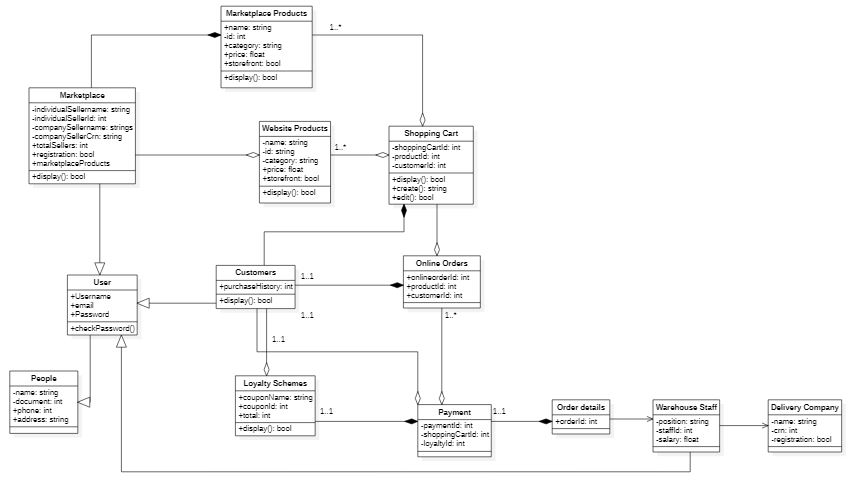 Marketplace Products
+name: string
-id: int
+category: string
+price: float
+storefront: bool
+display(): bool
1..*
Marketplace
-individualSellername: string
-individualSellerId: int
-companySellername: strings
-companySellerCrn: string
+totalSellers: int
+registration: bool
+marketplaceProducts
+display(): bool
Website Products
-name: string
-id: string
-category: string
+price: float
+storefront: bool
+display(): bool
1..*
Shopping Cart
-shoppingCartId: int
-productId: int
-customerId: int
+display(): bool
+create(): string
+edit(): bool
User
+Username
+email
+Password
+checkPassword()
Customers
+purchaseHistory: int
+display(): bool
1..1
1..1
1..1
Online Orders
+onlineorderId: int
+productId: int
+customerId: int
1..*
People
-name: string
-document: int
+phone: int
+address: string
Loyalty Schemes
+couponName: string
+couponId: int
+total: int
+display(): bool
1..1
Payment
-paymentId: int
-shoppingCartId: int
-loyaltyId: int
1..1
Order details
+orderId: int
Warehouse Staff
-position: string
-staffId: int
-salary: float
Delivery Company
-name: string
-crn: int
-registration: bool